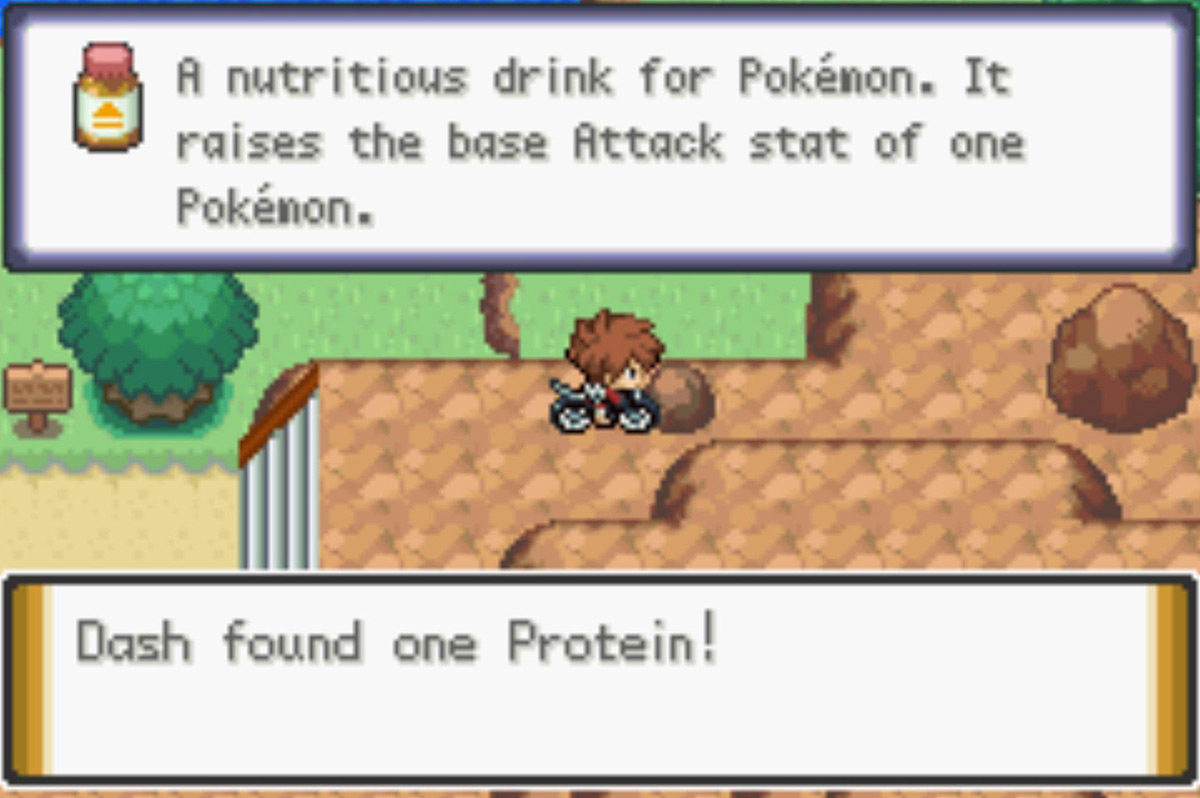 A nutritious drink for Pokémon. It
raises the base Attack stat of one
Pokémon.
Dash found one Protein!